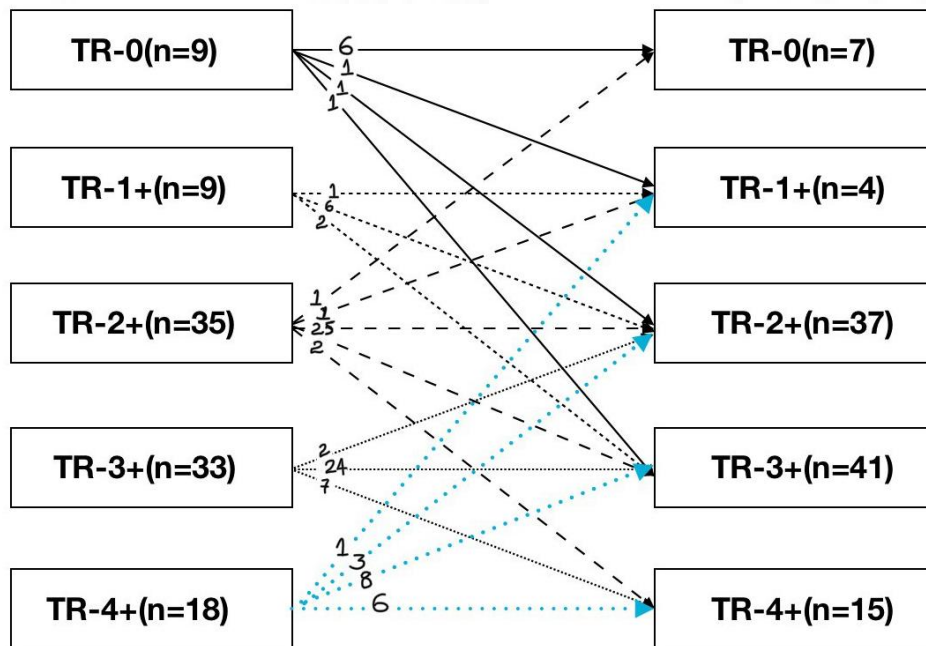 TR-0(n=9)
6
TR-0(n=7)
1
1
1
TR-1+(n=9)
1
TR-1+(n=4)
6
2
TR-2+(n=35)
1
1
25
TR-2+(n=37)
2
TR-3+(n=33)
2
24
TR-3+(n=41)
7
TR-4+(n=18)
1
3
8
6
TR-4+(n=15)